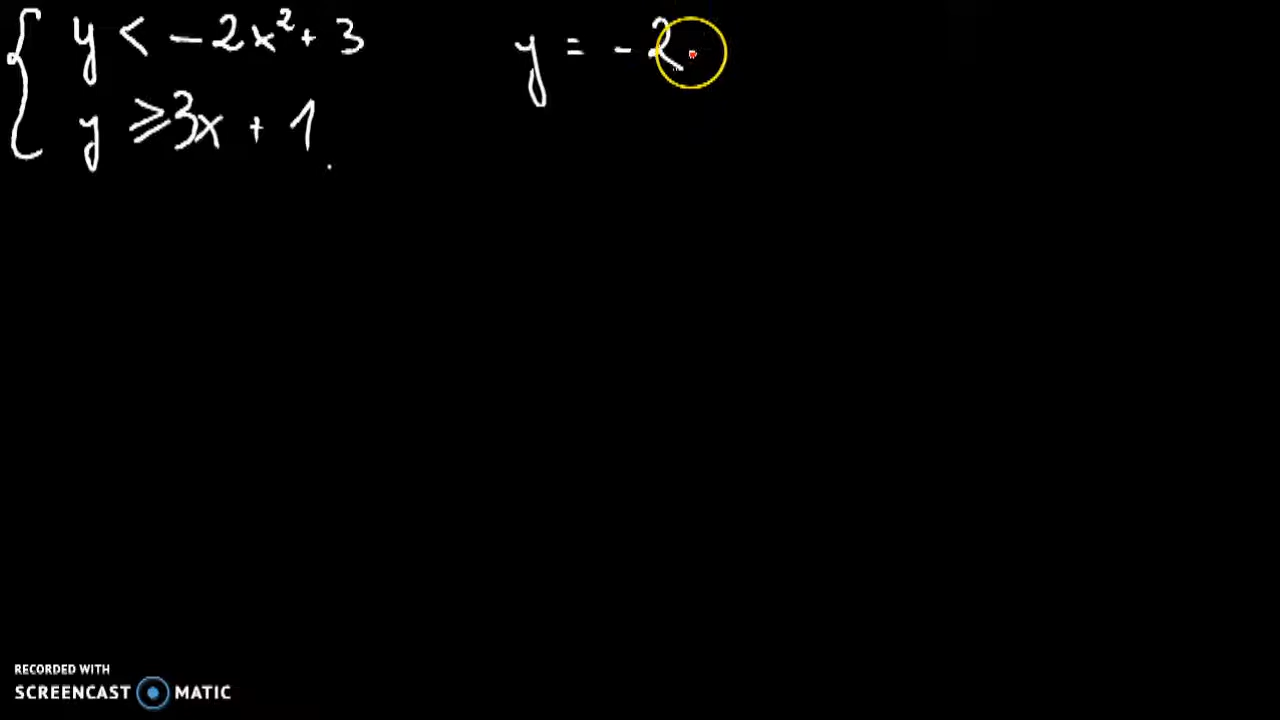 y < -2x² + 3
y ≥ 3x + 1
y = -2
RECORDED WITH
SCREENCAST MATIC